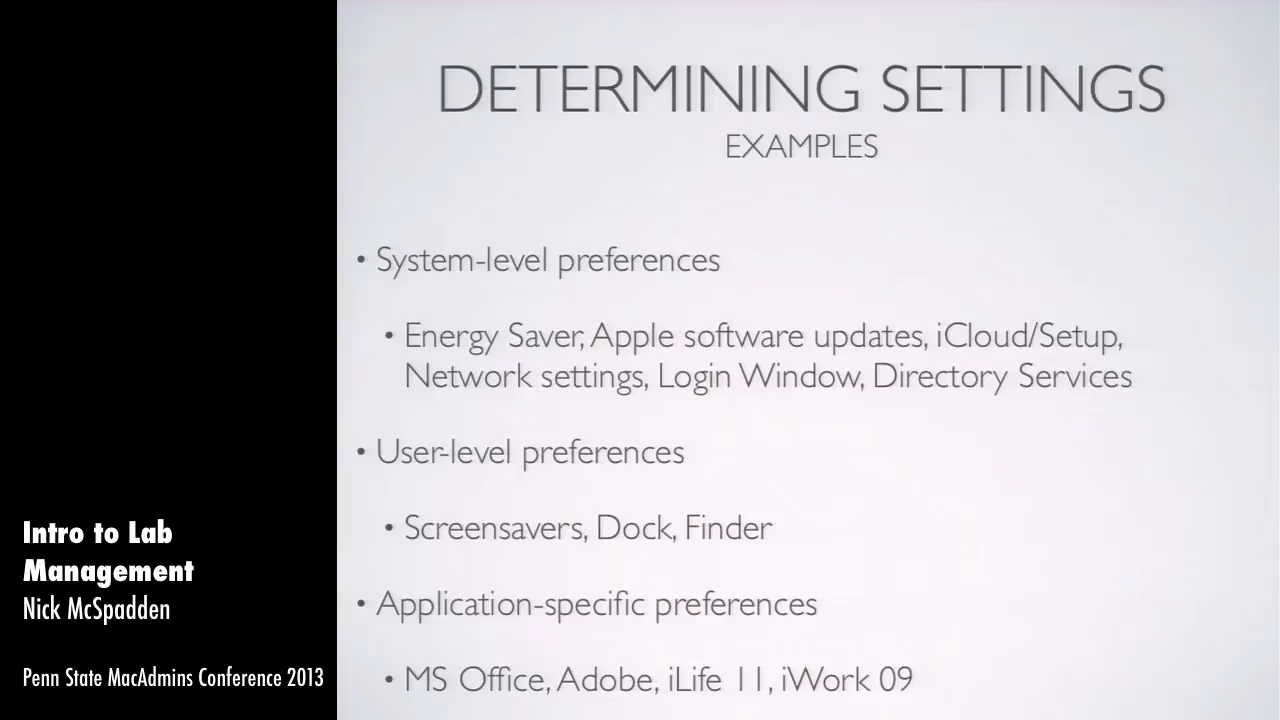 DETERMINING SETTINGS
EXAMPLES
• System-level preferences
• Energy Saver, Apple software updates, iCloud/Setup,
Network settings, Login Window, Directory Services
• User-level preferences
• Screensavers, Dock, Finder
• Application-specific preferences
• MS Office, Adobe, iLife 11, iWork 09
Intro to Lab
Management
Nick McSpadden
Penn State MacAdmins Conference 2013